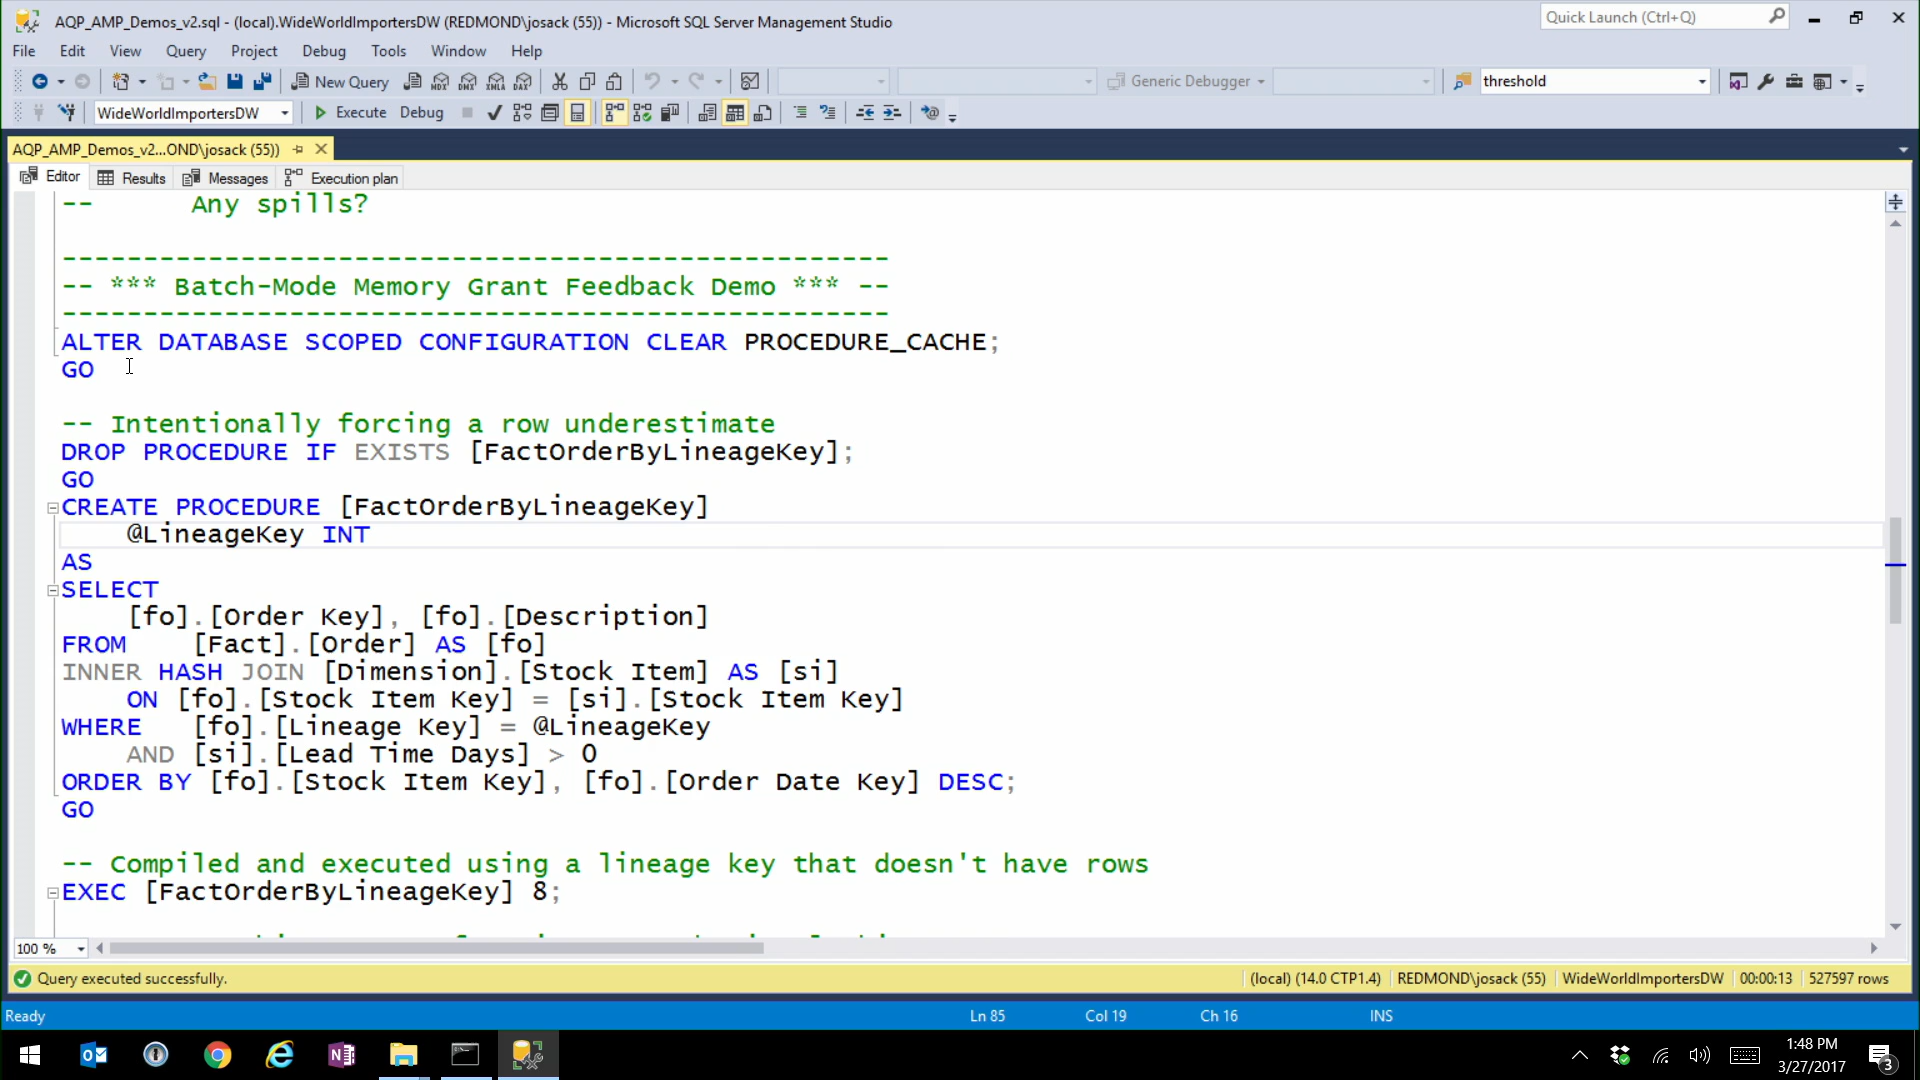 AQP_AMP_Demos_v2.sql - (local).WideWorldImportersDW (REDMOND\josack (55)) - Microsoft SQL Server Management Studio
Quick Launch (Ctrl+Q)
File Edit View Query Project Debug Tools Window Help
New Query MDX DMX XMLA DAX Generic Debugger threshold
WideWorldImportersDW Execute Debug
AQP_AMP_Demos_v2...OND\josack (55))
Editor Results Messages Execution plan
-- Any spills?
---------------------------------------------------
-- *** Batch-Mode Memory Grant Feedback Demo *** --
---------------------------------------------------
ALTER DATABASE SCOPED CONFIGURATION CLEAR PROCEDURE_CACHE;
GO
-- Intentionally forcing a row underestimate
DROP PROCEDURE IF EXISTS [FactOrderByLineageKey];
GO
CREATE PROCEDURE [FactOrderByLineageKey]
@LineageKey INT
AS
SELECT
[fo].[Order Key], [fo].[Description]
FROM [Fact].[Order] AS [fo]
INNER HASH JOIN [Dimension].[Stock Item] AS [si]
ON [fo].[Stock Item Key] = [si].[Stock Item Key]
WHERE [fo].[Lineage Key] = @LineageKey
AND [si].[Lead Time Days] > 0
ORDER BY [fo].[Stock Item Key], [fo].[Order Date Key] DESC;
GO
-- Compiled and executed using a lineage key that doesn't have rows
EXEC [FactOrderByLineageKey] 8;
100 %
Query executed successfully. (local) (14.0 CTP1.4) REDMOND\josack (55) WideWorldImportersDW 00:00:13 527597 rows
Ready Ln 85 Col 19 Ch 16 INS
1:48 PM
3/27/2017
3